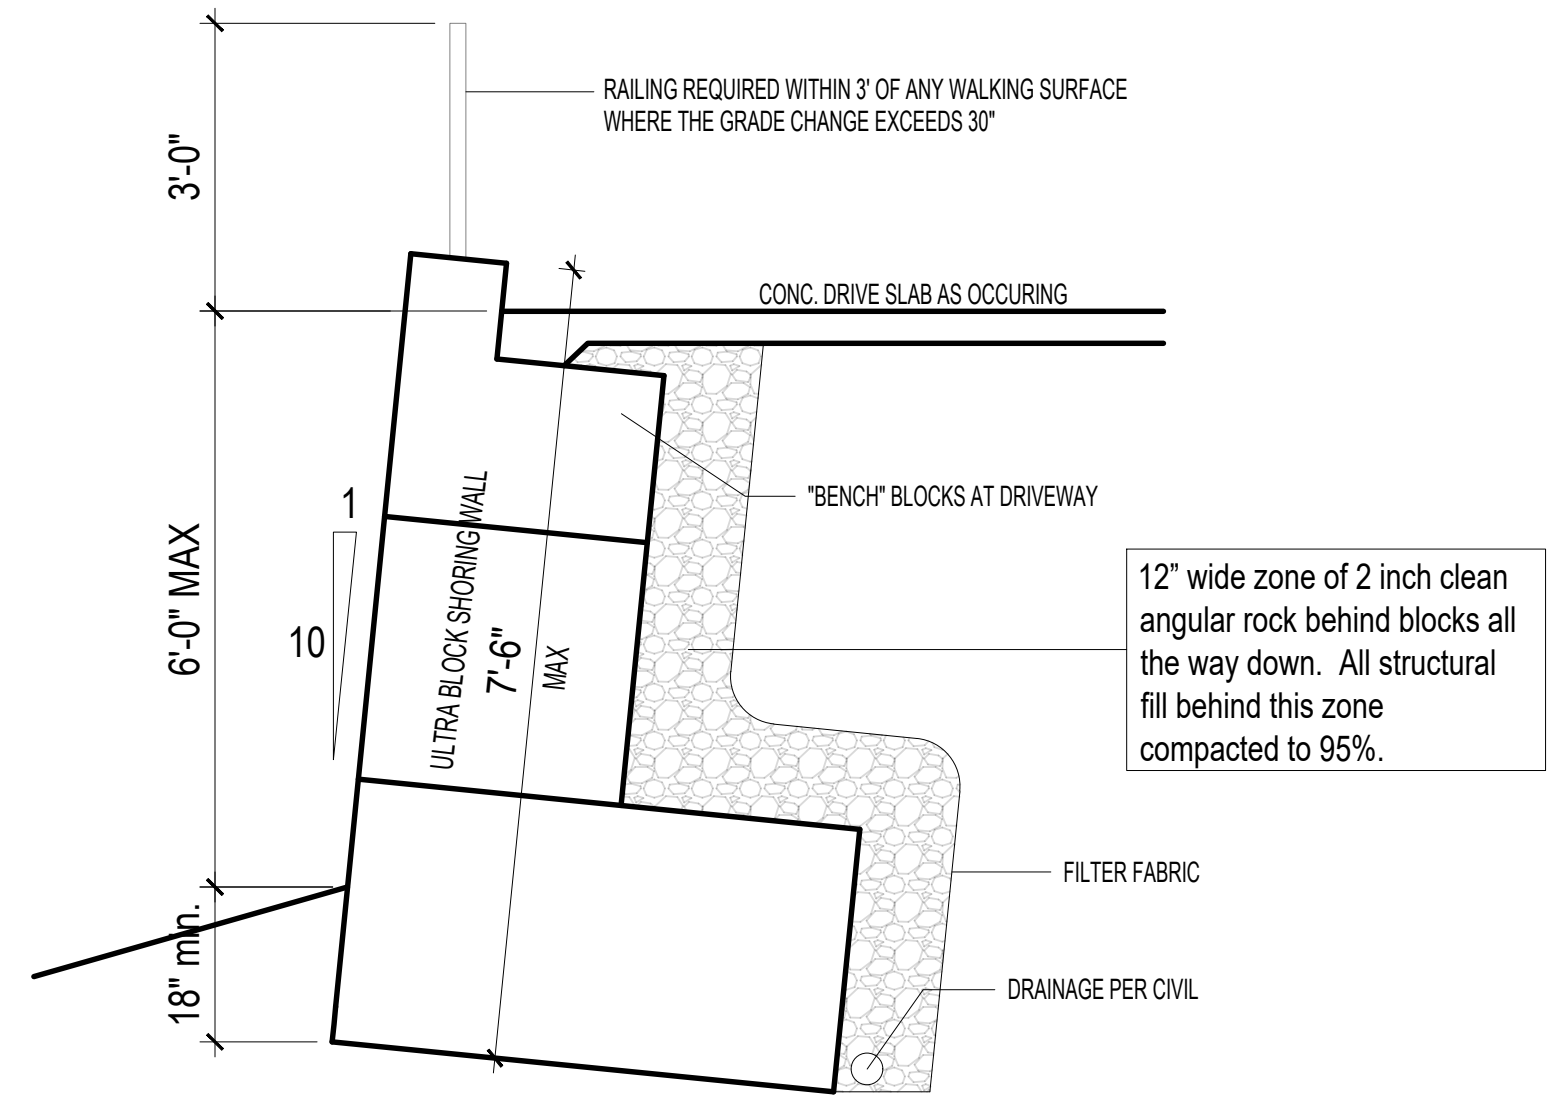 RAILING REQUIRED WITHIN 3' OF ANY WALKING SURFACE
WHERE THE GRADE CHANGE EXCEEDS 30"
3'-0"
CONC. DRIVE SLAB AS OCCURING
"BENCH" BLOCKS AT DRIVEWAY
1
10
6'-0" MAX
ULTRA BLOCK SHORING WALL
7'-6"
MAX
12” wide zone of 2 inch clean
angular rock behind blocks all
the way down. All structural
fill behind this zone
compacted to 95%.
FILTER FABRIC
18" min.
DRAINAGE PER CIVIL